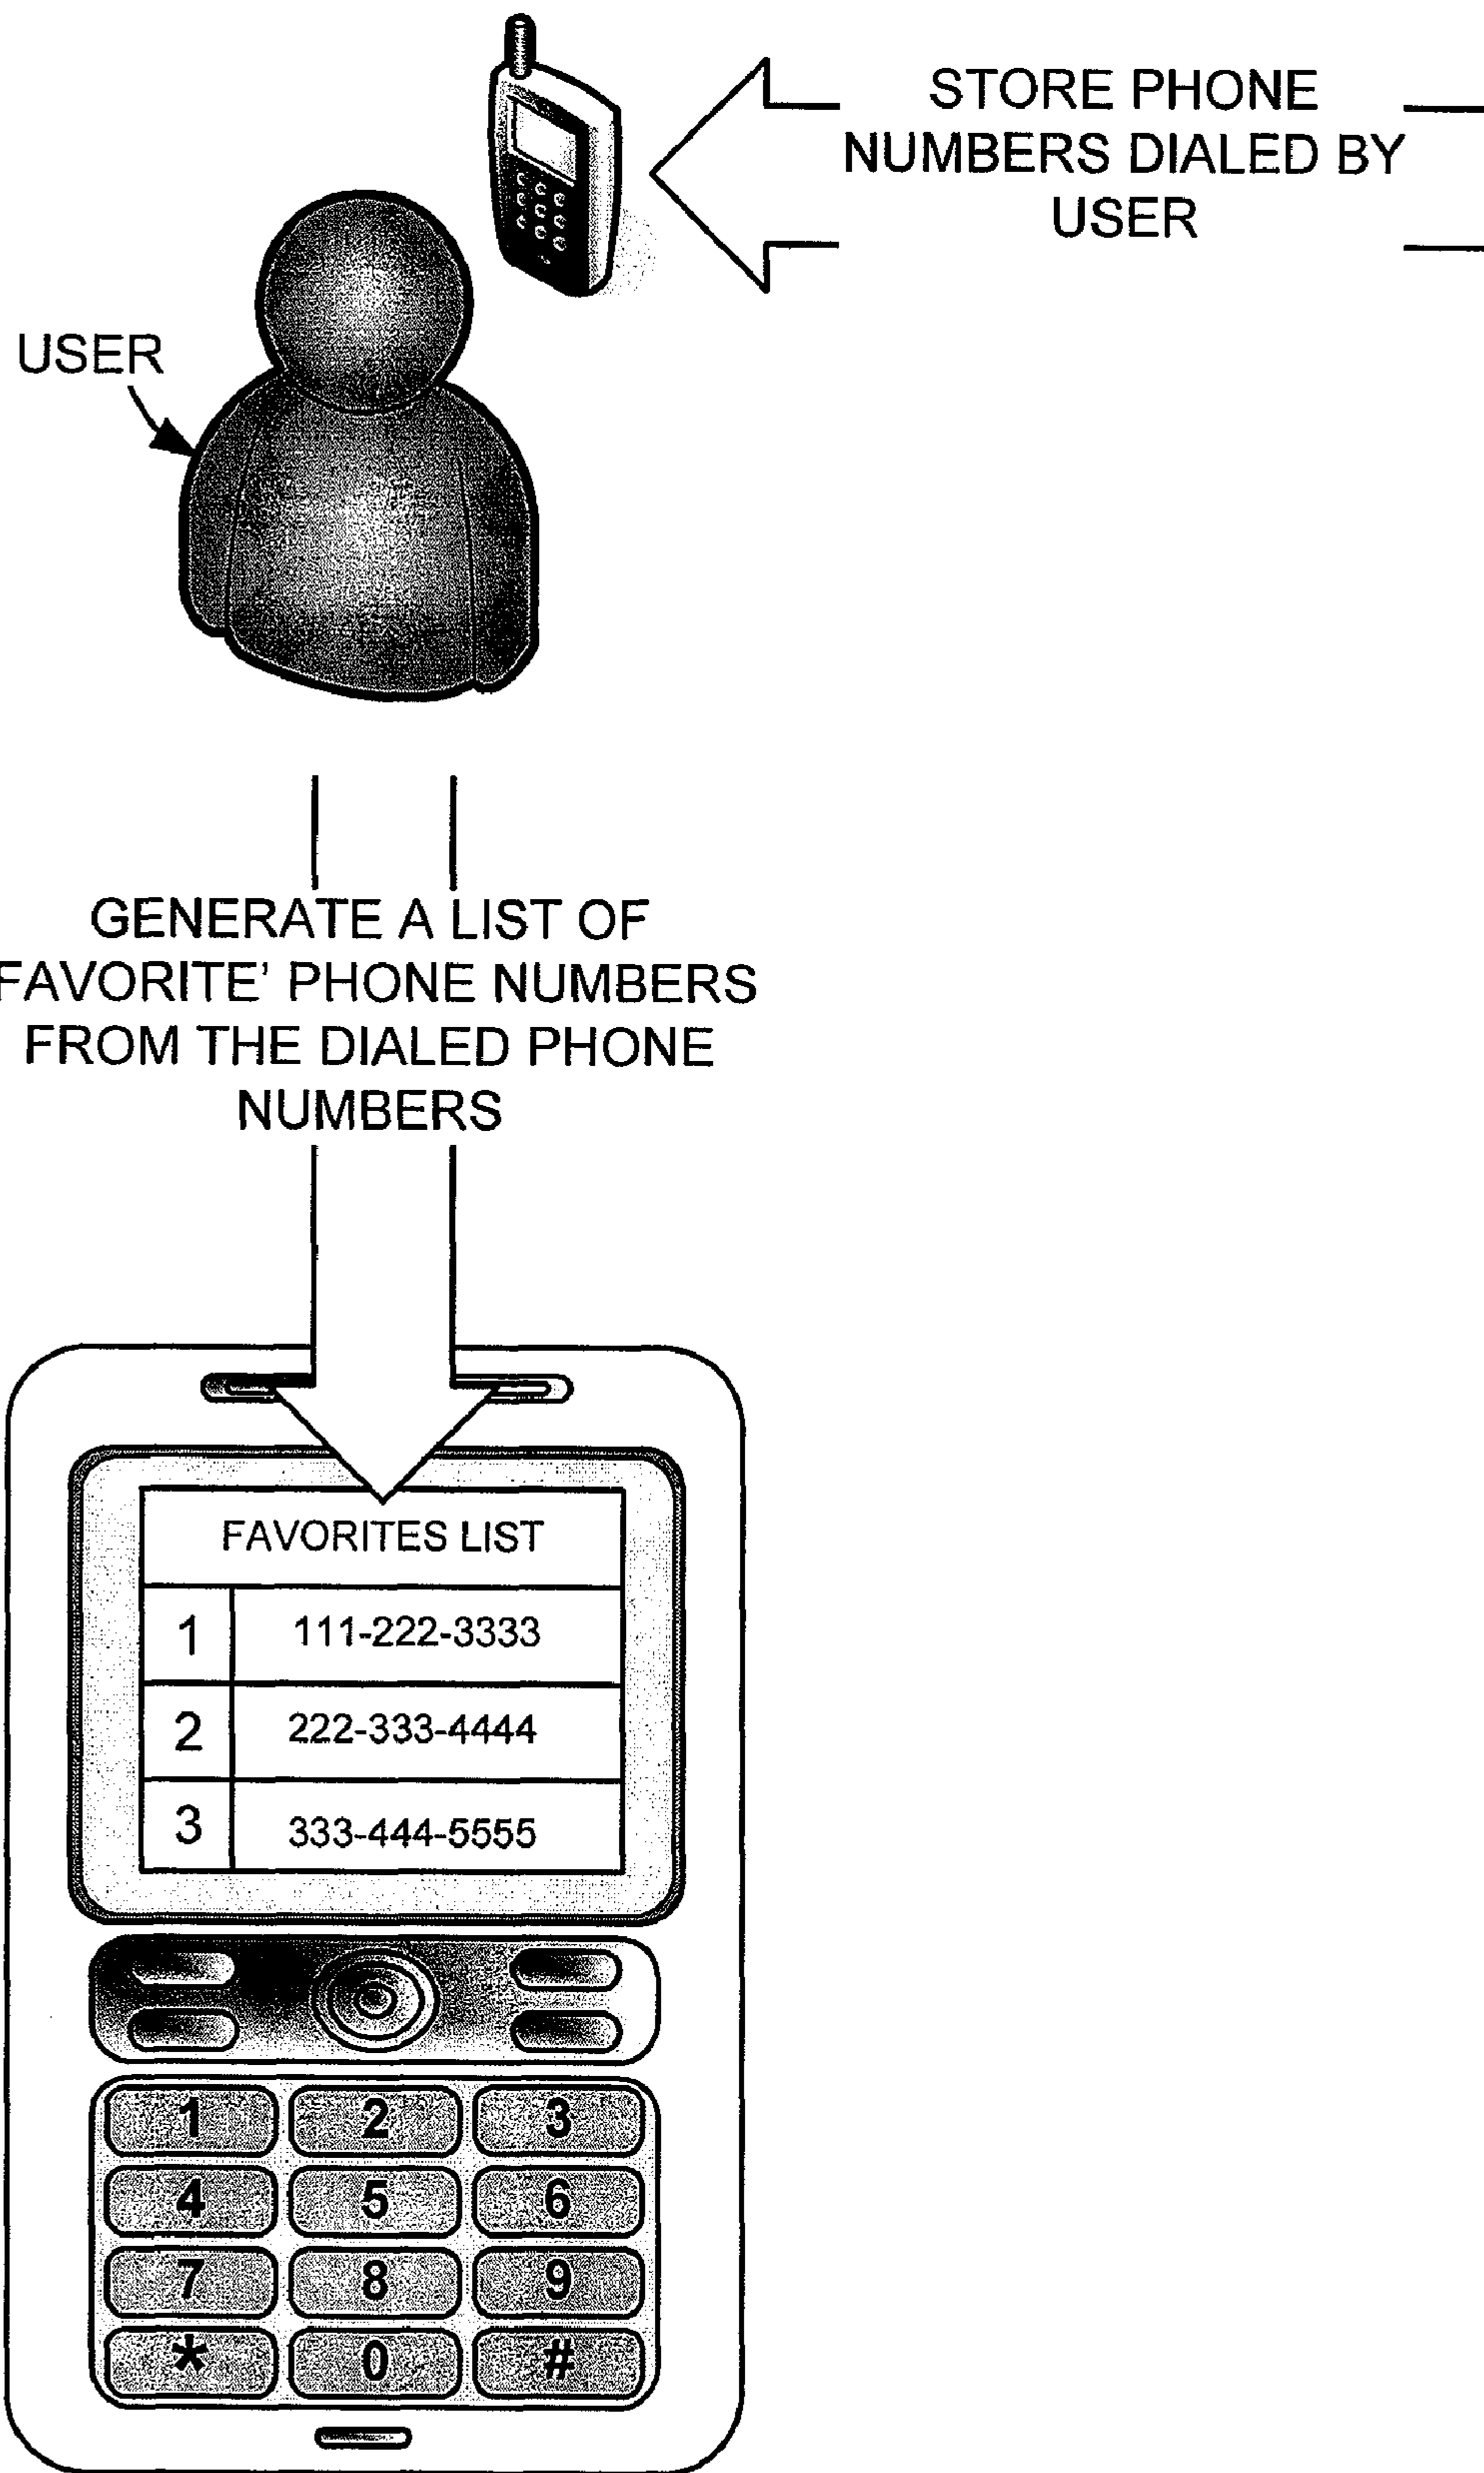 STORE PHONE
NUMBERS DIALED BY
USER
USER
GENERATE A LIST OF
FAVORITE' PHONE NUMBERS
FROM THE DIALED PHONE
NUMBERS
FAVORITES LIST
1 111-222-3333
2 222-333-4444
3 333-444-5555
1 2 3
4 5 6
7 8 9
* 0 #